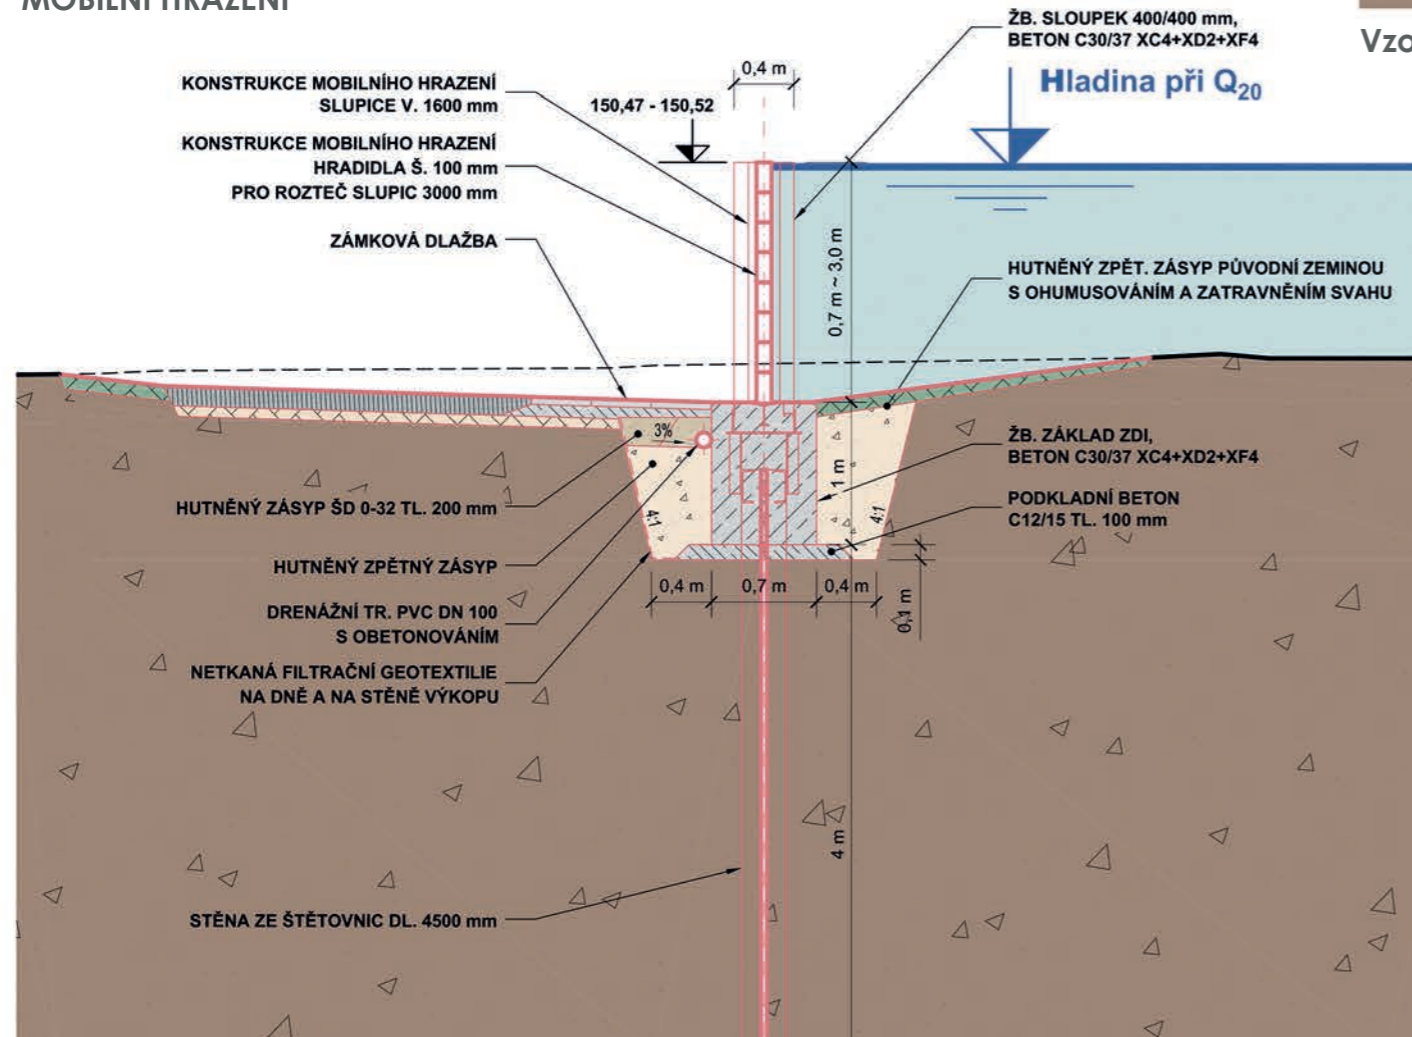 MOBILNÍ HRAZENÍ
ŽB. SLOUPEK 400/400 mm,
BETON C30/37 XC4+XD2+XF4
Vzo
0,4 m
Hladina při Q20
KONSTRUKCE MOBILNÍHO HRAZENÍ
SLUPICE V. 1600 mm
150,47 - 150,52
KONSTRUKCE MOBILNÍHO HRAZENÍ
HRADIDLA Š. 100 mm
PRO ROZTEČ SLUPIC 3000 mm
ZÁMKOVÁ DLAŽBA
0,7 m ~ 3,0 m
HUTNĚNÝ ZPĚT. ZÁSYP PŮVODNÍ ZEMINOU
S OHUMUSOVÁNÍM A ZATRAVNĚNÍM SVAHU
3%
ŽB. ZÁKLAD ZDI,
BETON C30/37 XC4+XD2+XF4
1 m
PODKLADNÍ BETON
C12/15 TL. 100 mm
HUTNĚNÝ ZÁSYP ŠD 0-32 TL. 200 mm
4:1
4:1
HUTNĚNÝ ZPĚTNÝ ZÁSYP
0,4 m
0,7 m
0,4 m
0,1 m
DRENÁŽNÍ TR. PVC DN 100
S OBETONOVÁNÍM
NETKANÁ FILTRAČNÍ GEOTEXTILIE
NA DNĚ A NA STĚNĚ VÝKOPU
4 m
STĚNA ZE ŠTĚTOVNIC DL. 4500 mm